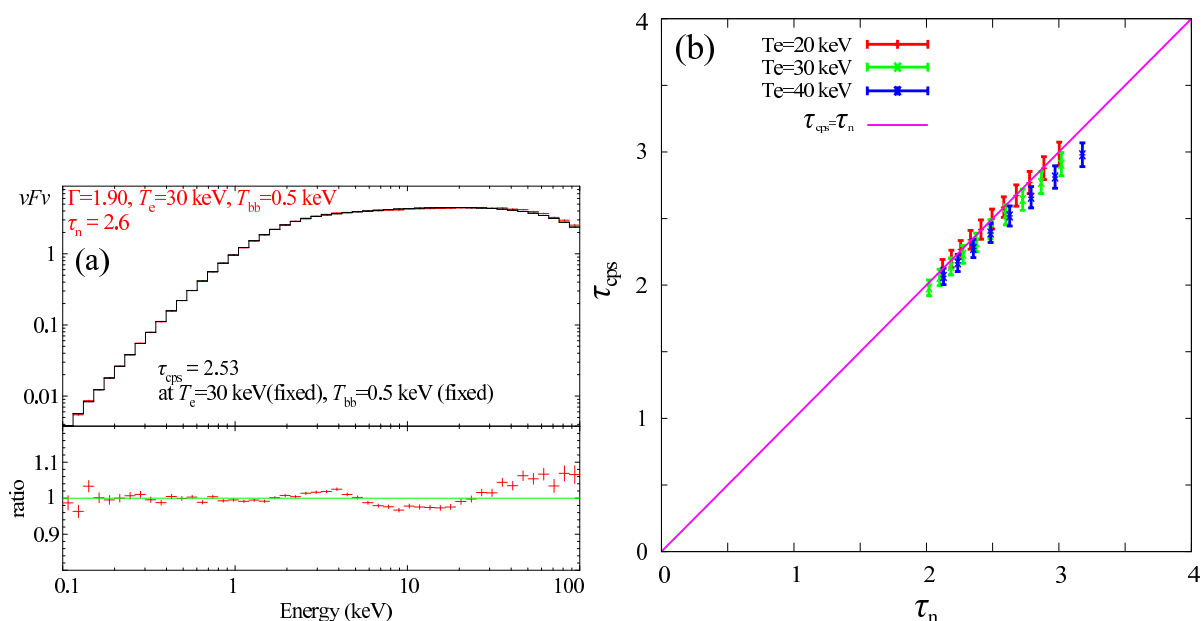 νFν
Γ=1.90, Te=30 keV, Tbb=0.5 keV
τn = 2.6
(a)
1
0.1
0.01
τcps = 2.53
at Te=30 keV(fixed), Tbb=0.5 keV (fixed)
ratio
1.1
1
0.9
0.1 1 10 100
Energy (keV)
(b)
Te=20 keV
Te=30 keV
Te=40 keV
τcps=τn
τcps
4
3
2
1
0
0 1 2 3 4
τn